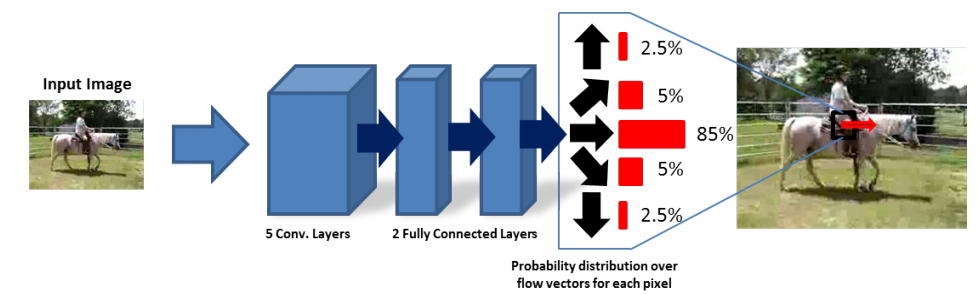 Input Image
5 Conv. Layers
2 Fully Connected Layers
2.5%
5%
85%
5%
2.5%
Probability distribution over
flow vectors for each pixel